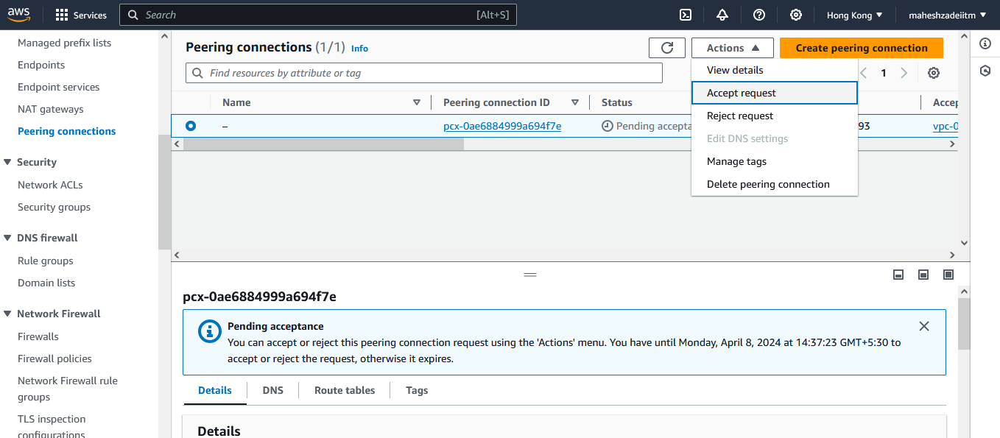 aws Services Search [Alt+S] Hong Kong maheshzadeiitm
Managed prefix lists
Endpoints
Endpoint services
NAT gateways
Peering connections
Security
Network ACLs
Security groups
DNS firewall
Rule groups
Domain lists
Network Firewall
Firewalls
Firewall policies
Network Firewall rule
groups
TLS inspection
configurations
Peering connections (1/1) Info
Actions
Create peering connection
Find resources by attribute or tag
1
View details
Accept request
Reject request
Edit DNS settings
Manage tags
Delete peering connection
Name Peering connection ID Status Accep
– pcx-0ae6884999a694f7e Pending accepta 93 vpc-0
pcx-0ae6884999a694f7e
Pending acceptance
You can accept or reject this peering connection request using the 'Actions' menu. You have until Monday, April 8, 2024 at 14:37:23 GMT+5:30 to
accept or reject the request, otherwise it expires.
Details DNS Route tables Tags
Details